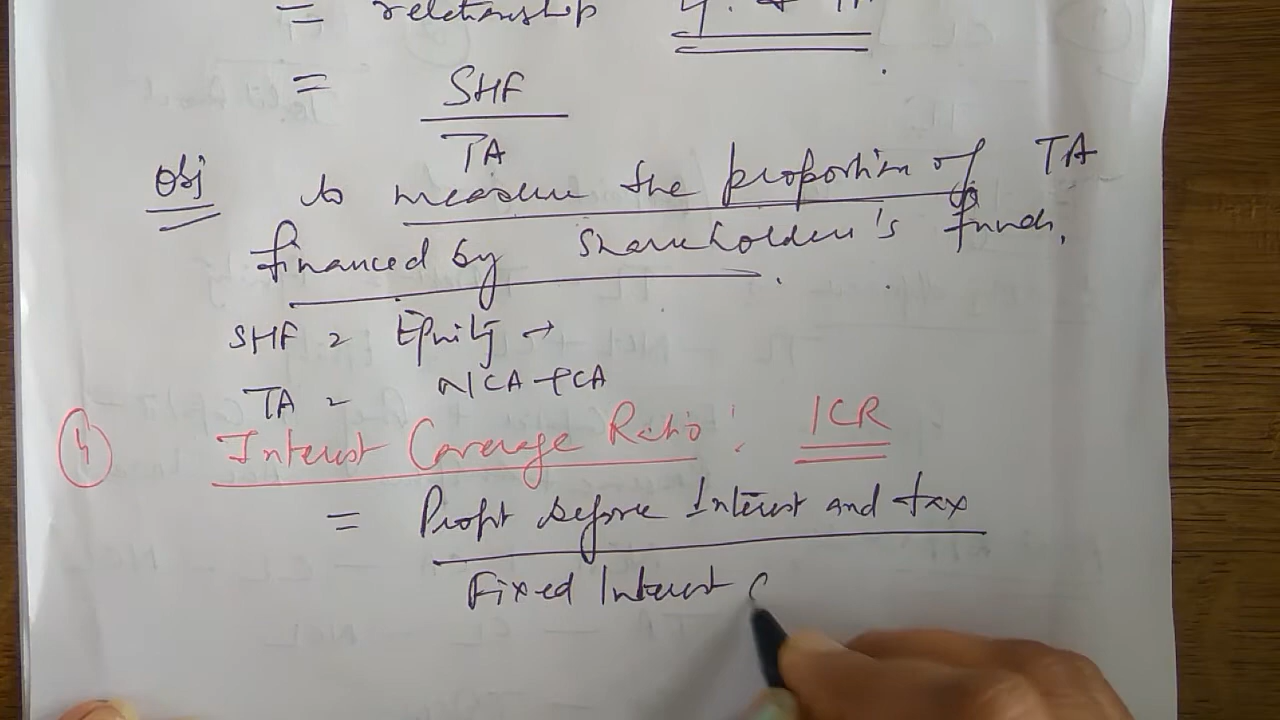 = relationship
= SHF
TA
Obj to measure the proportion of TA
financed by Shareholder's funds.
SHF = Equity →
TA = NCA + CA
4 Interest Coverage Ratio : ICR
= Profit before Interest and tax
Fixed Interest C